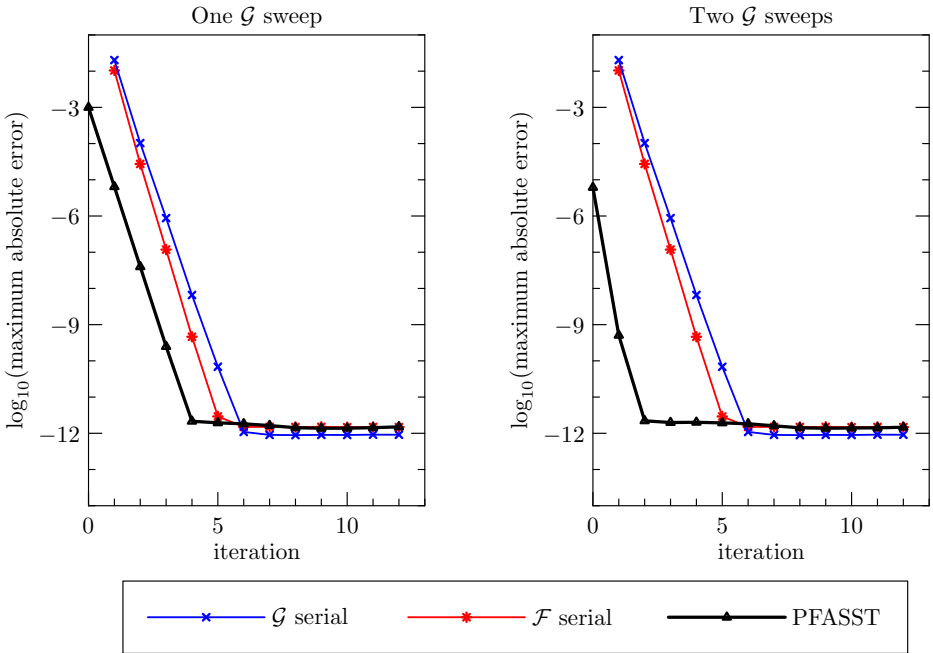 One 𝒢 sweep
Two 𝒢 sweeps
log₁₀(maximum absolute error)
−3
−6
−9
−12
0
5
10
iteration
log₁₀(maximum absolute error)
−3
−6
−9
−12
0
5
10
iteration
𝒢 serial
ℱ serial
PFASST